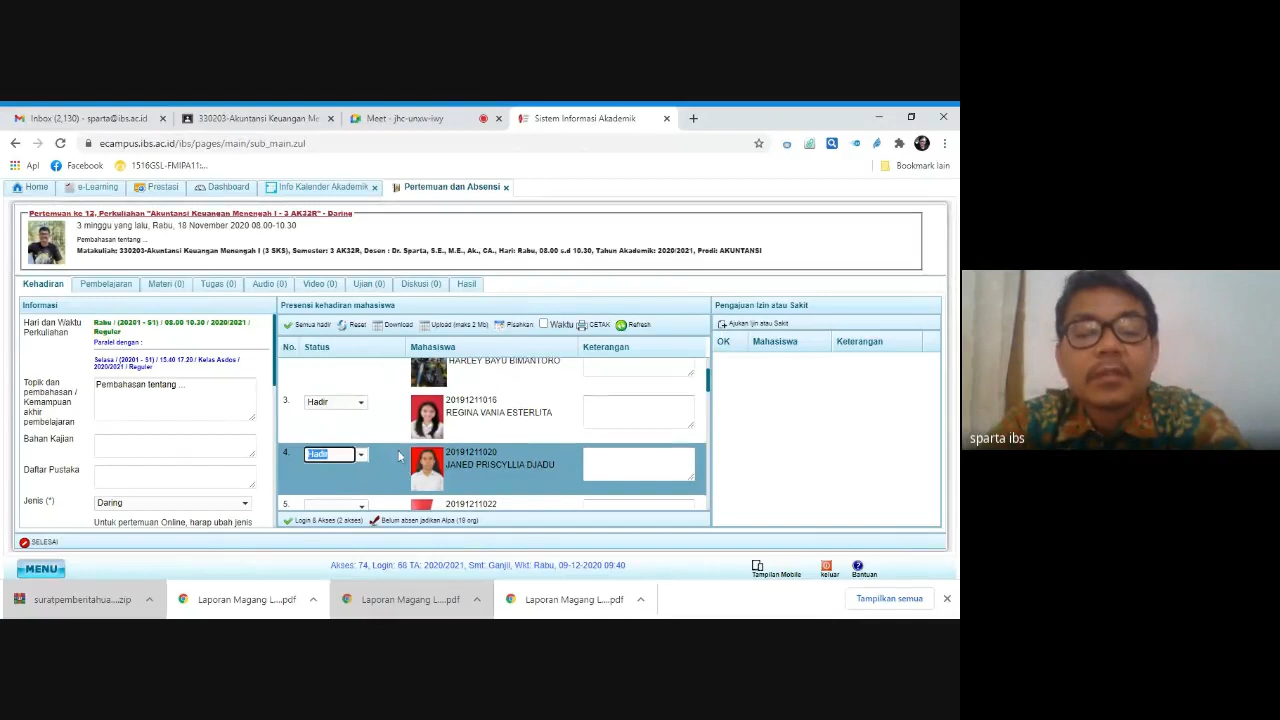 Inbox (2,130) - sparta@ibs.ac.id
330203-Akuntansi Keuangan Me
Meet - jhc-unxw-iwy
Sistem Informasi Akademik
ecampus.ibs.ac.id/ibs/pages/main/sub_main.zul
Apl
Facebook
1516GSL-FMIPA11:...
Bookmark lain
Home
e-Learning
Prestasi
Dashboard
Info Kalender Akademik
Pertemuan dan Absensi
Pertemuan ke 12, Perkuliahan "Akuntansi Keuangan Menengah I - 3 AK32R" - Daring
3 minggu yang lalu, Rabu, 18 November 2020 08.00-10.30
Pembahasan tentang ...
Matakuliah: 330203-Akuntansi Keuangan Menengah I (3 SKS), Semester: 3 AK32R, Dosen : Dr. Sparta, S.E., M.E., Ak., CA., Hari: Rabu, 08.00 s.d 10.30, Tahun Akademik: 2020/2021, Prodi: AKUNTANSI
Kehadiran
Pembelajaran
Materi (0)
Tugas (0)
Audio (0)
Video (0)
Ujian (0)
Diskusi (0)
Hasil
Informasi
Presensi kehadiran mahasiswa
Pengajuan Izin atau Sakit
Hari dan Waktu Perkuliahan
Rabu / (20201 - S1) / 08.00 10.30 / 2020/2021 /
Reguler
Paralel dengan :
Selasa / (20201 - S1) / 15.40 17.20 / Kelas Asdos /
2020/2021 / Reguler
Semua hadir
Reset
Download
Upload (maks 2 Mb)
Pisahkan:
Waktu
CETAK
Refresh
Ajukan Ijin atau Sakit
No.
Status
Mahasiswa
Keterangan
OK
Mahasiswa
Keterangan
HARLEY BAYU BIMANTORO
Topik dan
pembahasan /
Kemampuan
akhir
pembelajaran
Pembahasan tentang ...
3.
Hadir
20191211016
REGINA VANIA ESTERLITA
Bahan Kajian
4.
Hadir
20191211020
JANED PRISCYLLIA DJADU
Daftar Pustaka
Jenis (*)
Daring
5.
20191211022
Untuk pertemuan Online, harap ubah jenis
Login & Akses (2 akses)
Belum absen jadikan Alpa (19 org)
SELESAI
MENU
Akses: 74, Login: 68 TA: 2020/2021, Smt: Ganjil, Wkt: Rabu, 09-12-2020 09:40
Tampilan Mobile
keluar
Bantuan
suratpembentahua....zip
Laporan Magang L....pdf
Laporan Magang L....pdf
Laporan Magang L....pdf
Tampilkan semua
sparta ibs